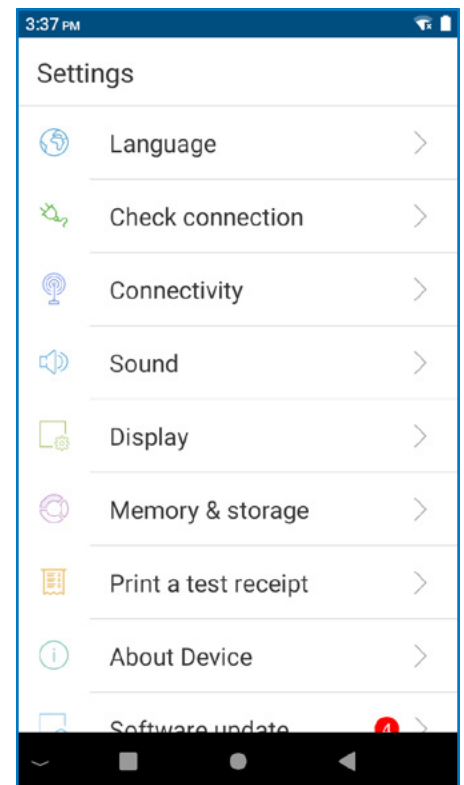 3:37 PM
Settings
Language
Check connection
Connectivity
Sound
Display
Memory & storage
Print a test receipt
About Device
Software update 4